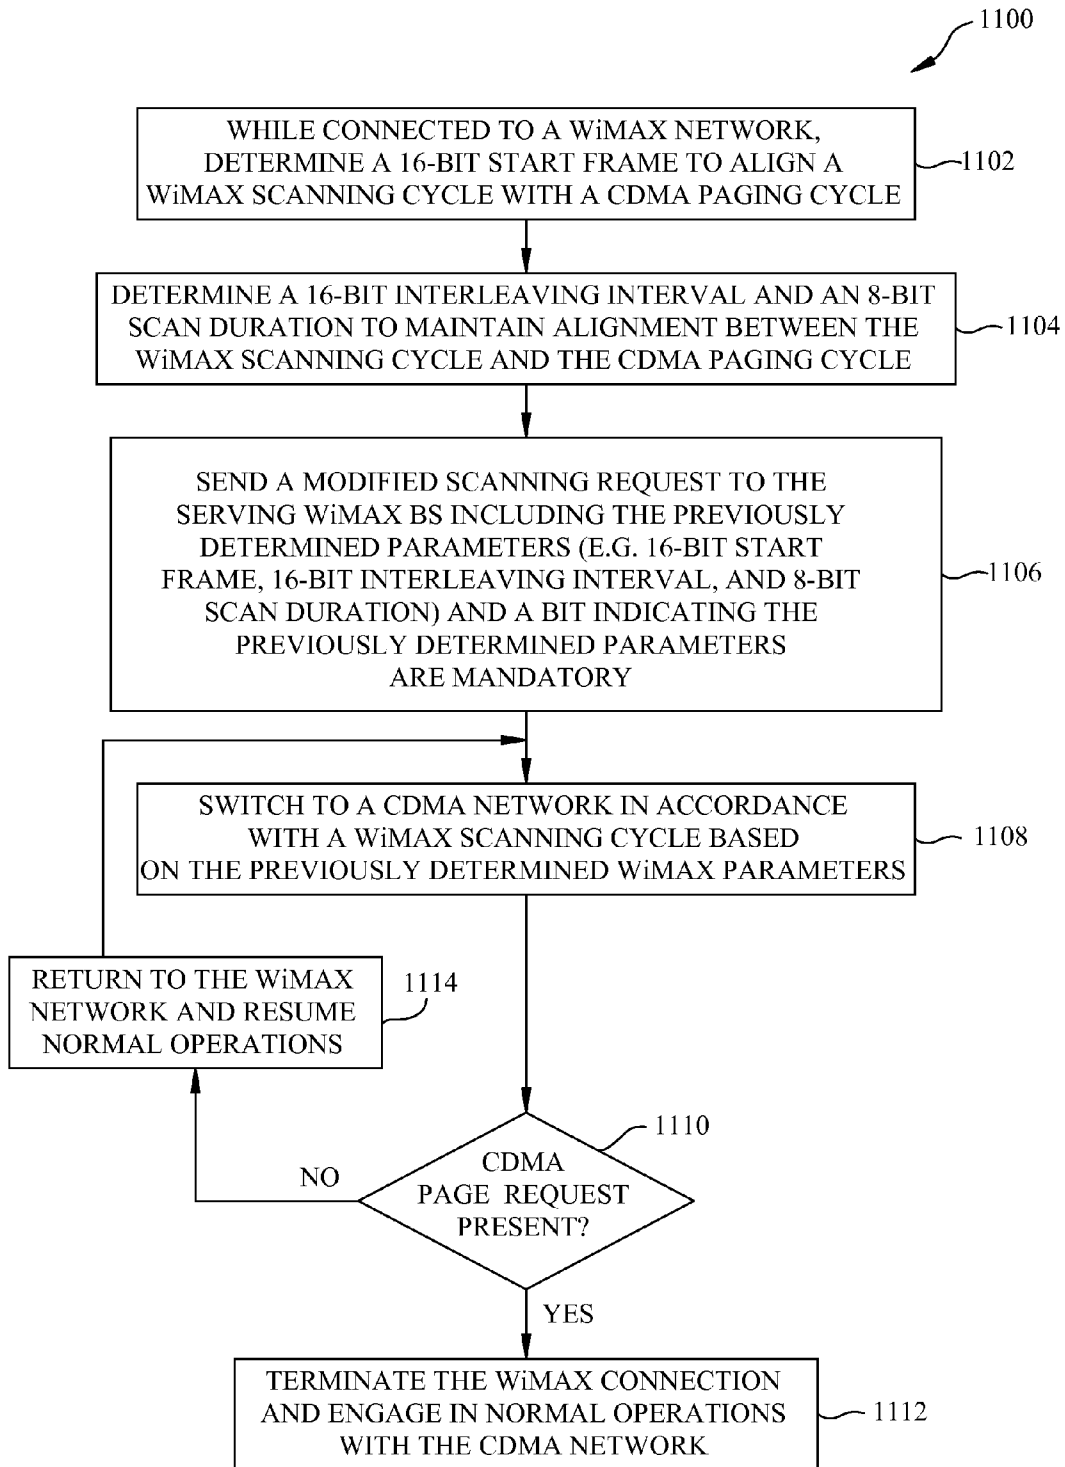 1100
WHILE CONNECTED TO A WiMAX NETWORK,
DETERMINE A 16-BIT START FRAME TO ALIGN A
WiMAX SCANNING CYCLE WITH A CDMA PAGING CYCLE
1102
DETERMINE A 16-BIT INTERLEAVING INTERVAL AND AN 8-BIT
SCAN DURATION TO MAINTAIN ALIGNMENT BETWEEN THE
WiMAX SCANNING CYCLE AND THE CDMA PAGING CYCLE
1104
SEND A MODIFIED SCANNING REQUEST TO THE
SERVING WiMAX BS INCLUDING THE PREVIOUSLY
DETERMINED PARAMETERS (E.G. 16-BIT START
FRAME, 16-BIT INTERLEAVING INTERVAL, AND 8-BIT
SCAN DURATION) AND A BIT INDICATING THE
PREVIOUSLY DETERMINED PARAMETERS
ARE MANDATORY
1106
SWITCH TO A CDMA NETWORK IN ACCORDANCE
WITH A WiMAX SCANNING CYCLE BASED
ON THE PREVIOUSLY DETERMINED WiMAX PARAMETERS
1108
RETURN TO THE WiMAX
NETWORK AND RESUME
NORMAL OPERATIONS
1114
CDMA
PAGE REQUEST
PRESENT?
1110
NO
YES
TERMINATE THE WiMAX CONNECTION
AND ENGAGE IN NORMAL OPERATIONS
WITH THE CDMA NETWORK
1112